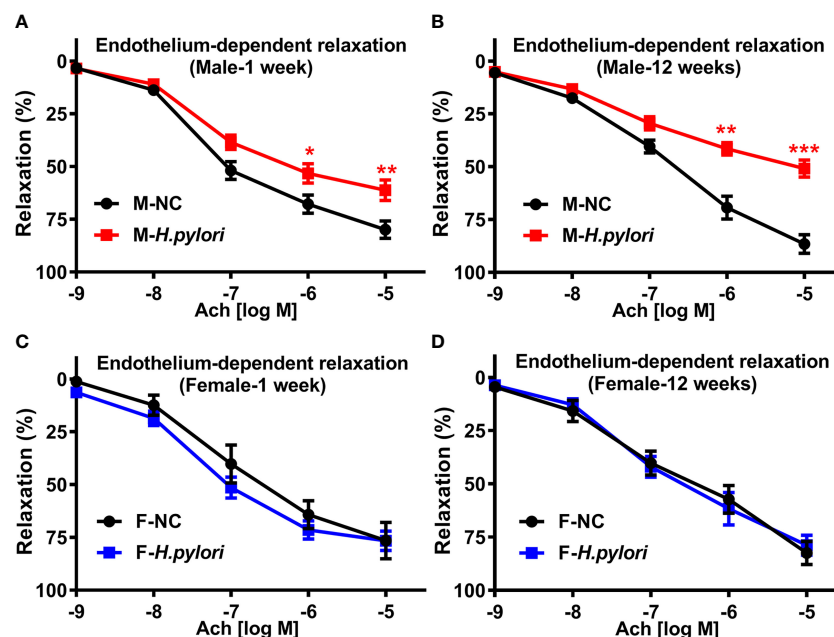 A
Endothelium-dependent relaxation
(Male-1 week)
Relaxation (%)
0
25
50
75
100
*
**
M-NC
M-H.pylori
-9 -8 -7 -6 -5
Ach [log M]
B
Endothelium-dependent relaxation
(Male-12 weeks)
Relaxation (%)
0
25
50
75
100
**
***
M-NC
M-H.pylori
-9 -8 -7 -6 -5
Ach [log M]
C
Endothelium-dependent relaxation
(Female-1 week)
Relaxation (%)
0
25
50
75
100
F-NC
F-H.pylori
-9 -8 -7 -6 -5
Ach [log M]
D
Endothelium-dependent relaxation
(Female-12 weeks)
Relaxation (%)
0
25
50
75
100
F-NC
F-H.pylori
-9 -8 -7 -6 -5
Ach [log M]